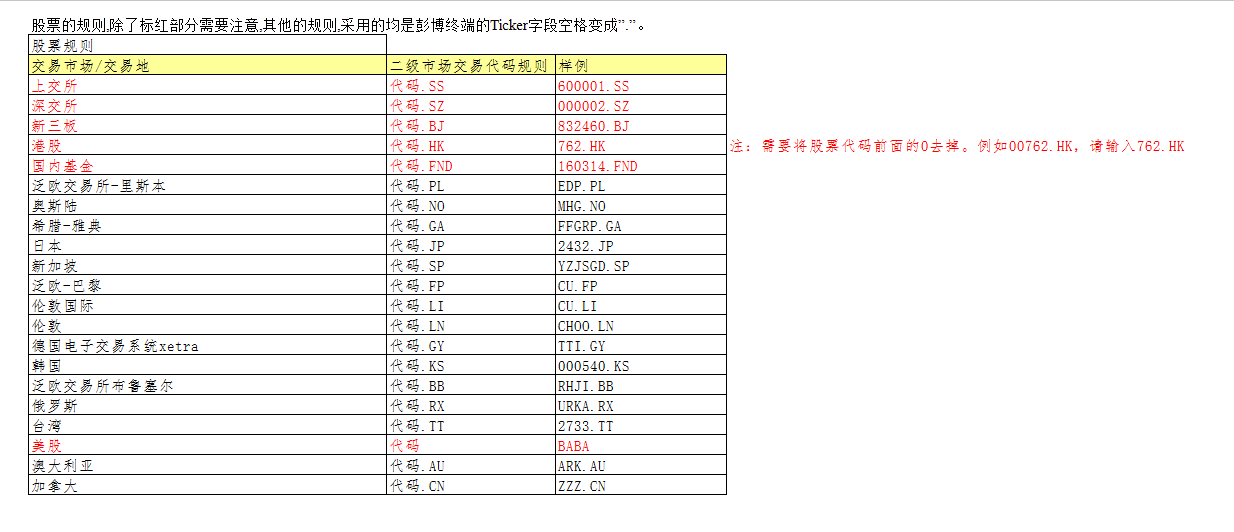 股票的规则,除了标红部分需要注意,其他的规则,采用的均是彭博终端的Ticker字段空格变成”.”。
股票规则
交易市场/交易地 二级市场交易代码规则 样例
上交所 代码.SS 600001.SS
深交所 代码.SZ 000002.SZ
新三板 代码.BJ 832460.BJ
港股 代码.HK 762.HK 注：需要将股票代码前面的0去掉。例如00762.HK，请输入762.HK
国内基金 代码.FND 160314.FND
泛欧交易所-里斯本 代码.PL EDP.PL
奥斯陆 代码.NO MHG.NO
希腊-雅典 代码.GA FFGRP.GA
日本 代码.JP 2432.JP
新加坡 代码.SP YZJSGD.SP
泛欧-巴黎 代码.FP CU.FP
伦敦国际 代码.LI CU.LI
伦敦 代码.LN CHOO.LN
德国电子交易系统xetra 代码.GY TTI.GY
韩国 代码.KS 000540.KS
泛欧交易所布鲁塞尔 代码.BB RHJI.BB
俄罗斯 代码.RX URKA.RX
台湾 代码.TT 2733.TT
美股 代码 BABA
澳大利亚 代码.AU ARK.AU
加拿大 代码.CN ZZZ.CN